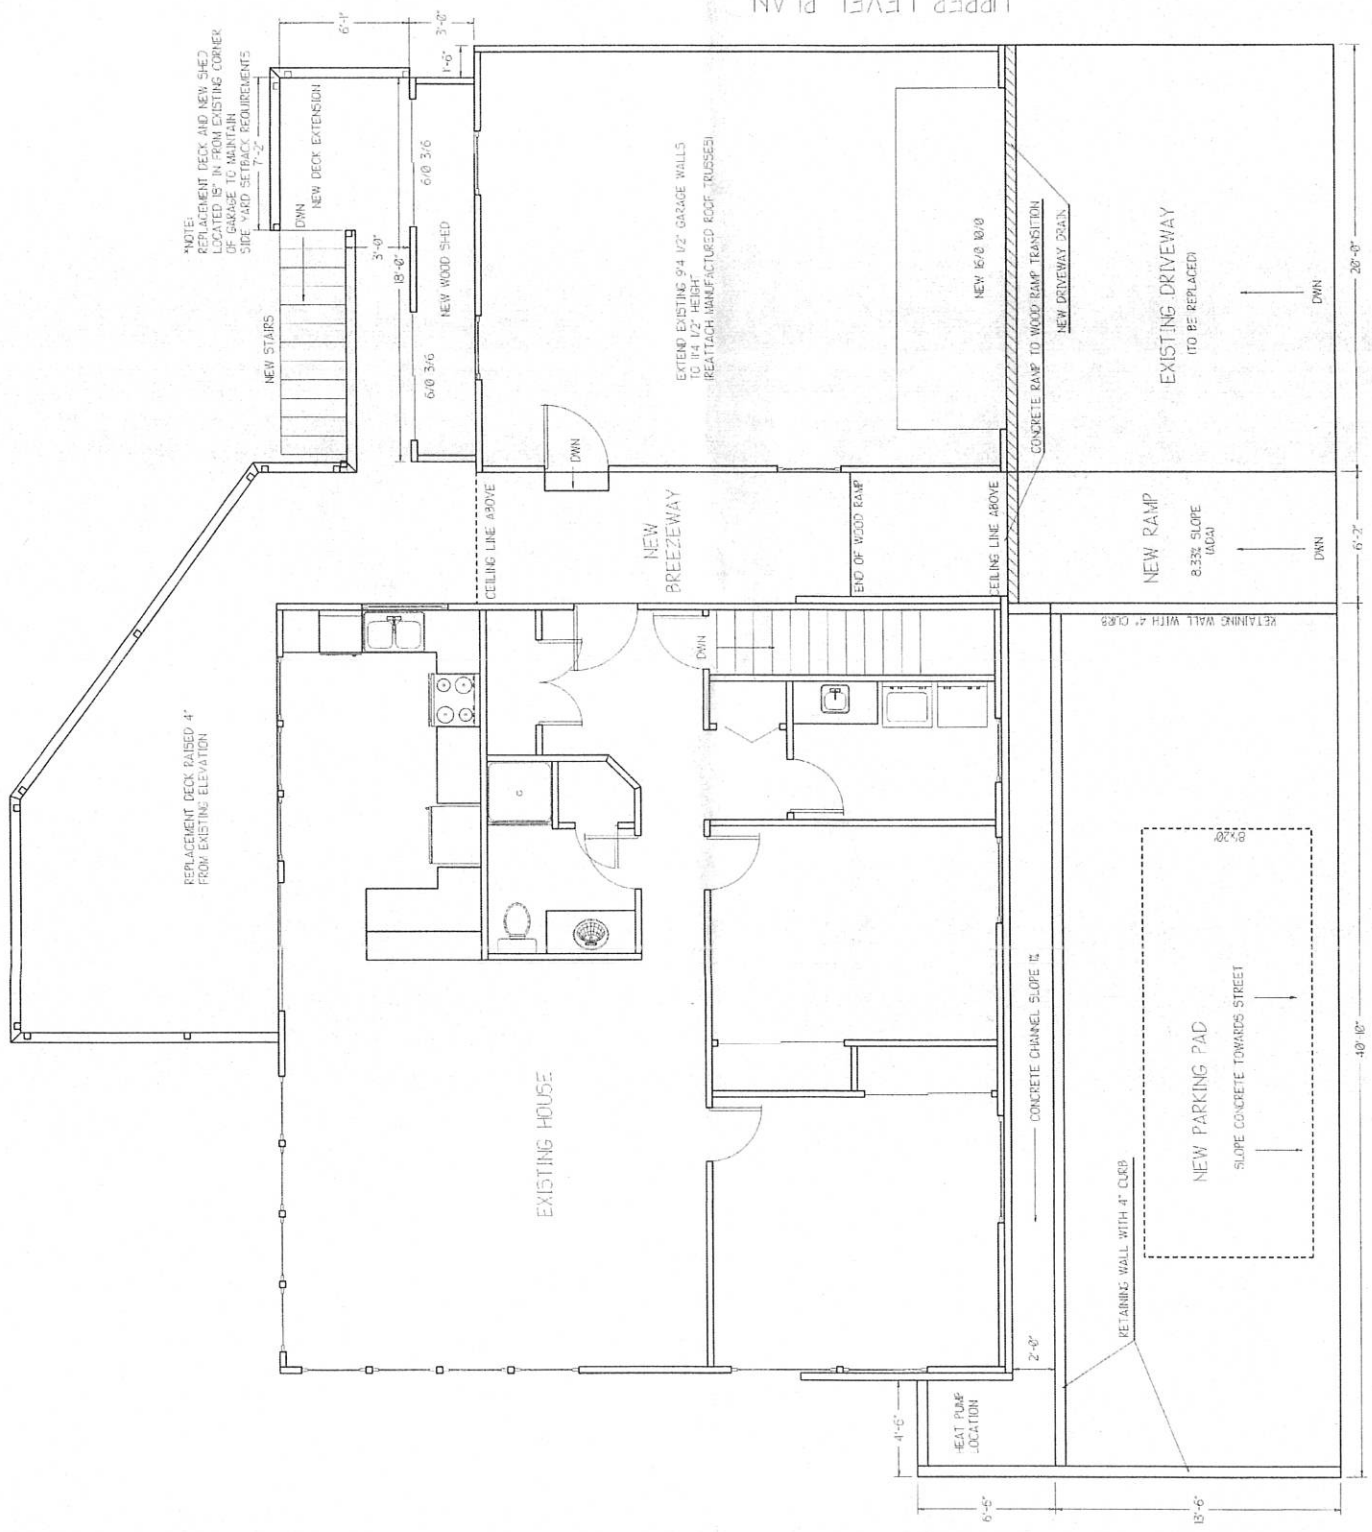 UPPER LEVEL PLAN
*NOTE:
REPLACEMENT DECK AND NEW SHED
LOCATED 18" IN FROM EXISTING CORNER
OF GARAGE TO MAINTAIN
SIDE YARD SETBACK REQUIREMENTS
6'-1"
3'-0"
1'-6"
7'-2"
NEW DECK EXTENSION
DWN
NEW STAIRS
3'-0"
18'-0"
6/0 3/6
6/0 3/6
NEW WOOD SHED
EXTEND EXISTING 9'4 1/2" GARAGE WALLS
TO 11'4 1/2" HEIGHT
(REATTACH MANUFACTURED ROOF TRUSSES)
NEW 16/0 10/0
CONCRETE RAMP TO WOOD RAMP TRANSITION
NEW DRIVEWAY DRAIN
EXISTING DRIVEWAY
(TO BE REPLACED)
DWN
20'-0"
DWN
CEILING LINE ABOVE
NEW
BREEZEWAY
END OF WOOD RAMP
CEILING LINE ABOVE
NEW RAMP
8.33% SLOPE
(ADA)
DWN
6'-2"
REPLACEMENT DECK RAISED 4"
FROM EXISTING ELEVATION
DWN
RETAINING WALL WITH 4" CURB
8'x20'
EXISTING HOUSE
CONCRETE CHANNEL SLOPE 1%
NEW PARKING PAD
SLOPE CONCRETE TOWARDS STREET
40'-10"
RETAINING WALL WITH 4" CURB
2'-0"
HEAT PUMP
LOCATION
4'-6"
6'-6"
13'-6"